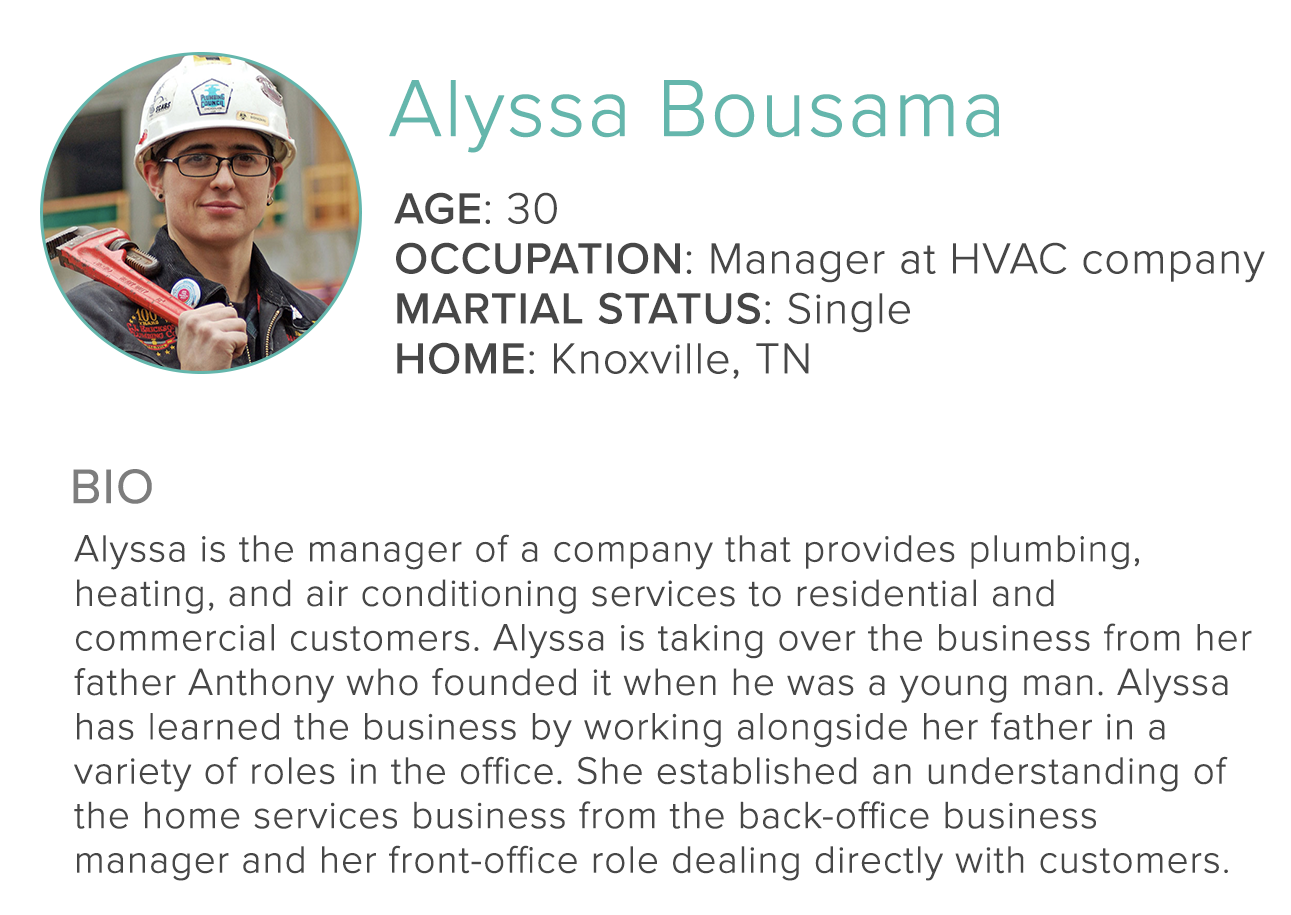 Alyssa Bousama
AGE: 30
OCCUPATION: Manager at HVAC company
MARTIAL STATUS: Single
HOME: Knoxville, TN
PLUMBING
COUNCIL
100
YEARS
BIO
Alyssa is the manager of a company that provides plumbing,
heating, and air conditioning services to residential and
commercial customers. Alyssa is taking over the business from her
father Anthony who founded it when he was a young man. Alyssa
has learned the business by working alongside her father in a
variety of roles in the office. She established an understanding of
the home services business from the back-office business
manager and her front-office role dealing directly with customers.